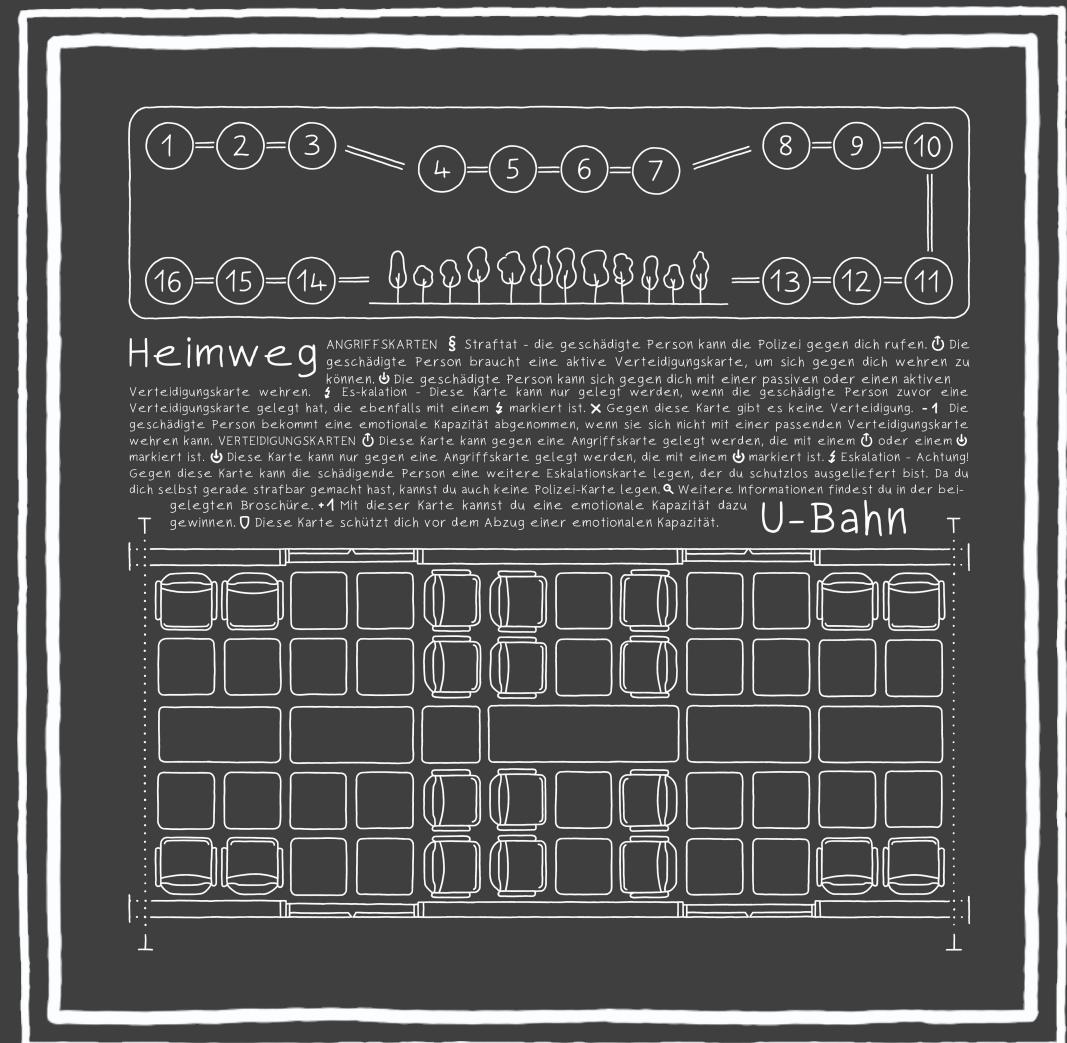 1 2 3 8 9 10
4 5 6 7
16 15 14 13 12 11
Heimweg
ANGRIFFSKARTEN § Straftat - die geschädigte Person kann die Polizei gegen dich rufen. Die
geschädigte Person braucht eine aktive Verteidigungskarte, um sich gegen dich wehren zu
können. Die geschädigte Person kann sich gegen dich mit einer passiven oder einen aktiven
Verteidigungskarte wehren. Es-kalation - Diese Karte kann nur gelegt werden, wenn die geschädigte Person zuvor eine
Verteidigungskarte gelegt hat, die ebenfalls mit einem markiert ist. × Gegen diese Karte gibt es keine Verteidigung. -1 Die
geschädigte Person bekommt eine emotionale Kapazität abgenommen, wenn sie sich nicht mit einer passenden Verteidigungskarte
wehren kann. VERTEIDIGUNGSKARTEN Diese Karte kann gegen eine Angriffskarte gelegt werden, die mit einem oder einem
markiert ist. Diese Karte kann nur gegen eine Angriffskarte gelegt werden, die mit einem markiert ist. Eskalation - Achtung!
Gegen diese Karte kann die schädigende Person eine weitere Eskalationskarte legen, der du schutzlos ausgeliefert bist. Da du
dich selbst gerade strafbar gemacht hast, kannst du auch keine Polizei-Karte legen. Weitere Informationen findest du in der bei-
gelegten Broschüre. +1 Mit dieser Karte kannst du eine emotionale Kapazität dazu
gewinnen. Diese Karte schützt dich vor dem Abzug einer emotionalen Kapazität.
U-Bahn